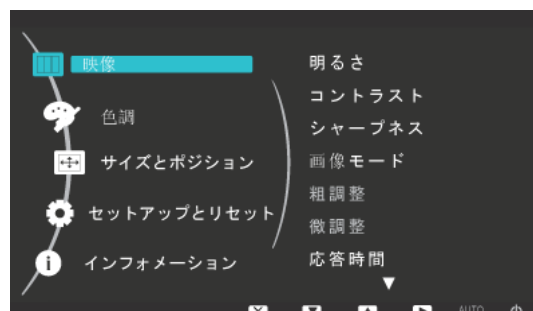 映像
色調
サイズとポジション
セットアップとリセット
インフォメーション
明るさ
コントラスト
シャープネス
画像モード
粗調整
微調整
応答時間
AUTO